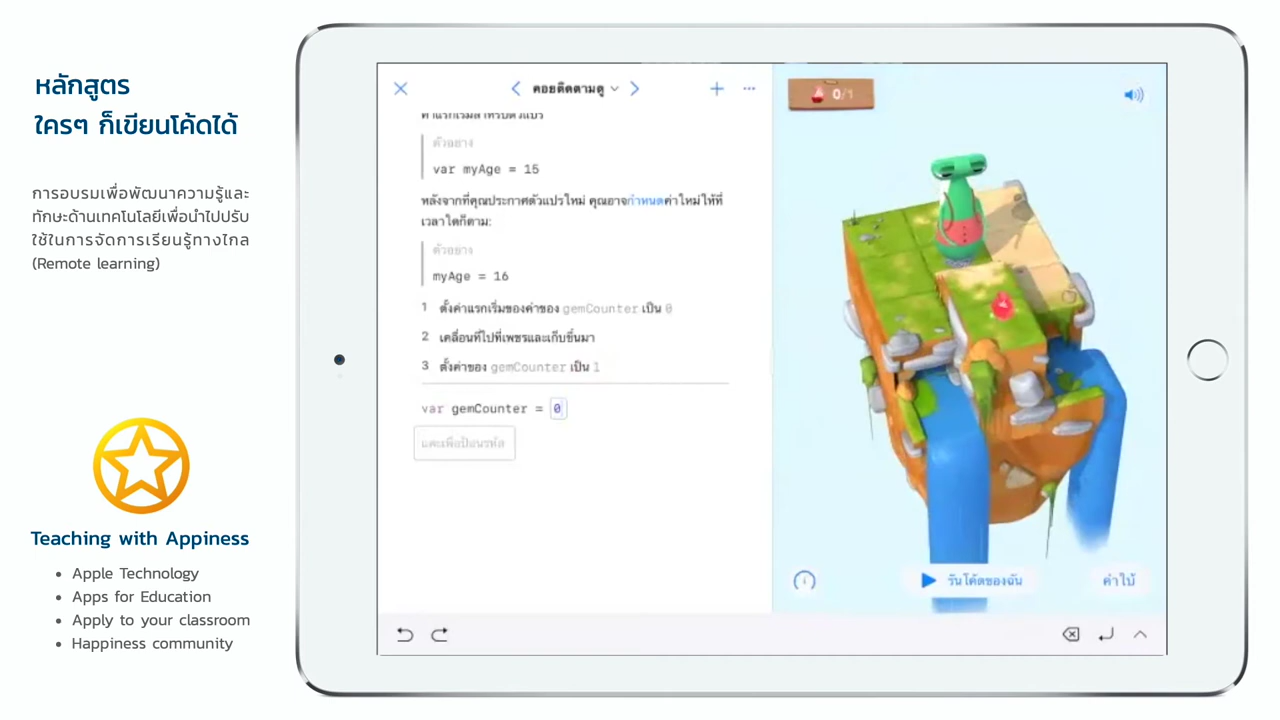 หลักสูตร
ใครๆ ก็เขียนโค้ดได้
การอบรมเพื่อพัฒนาความรู้และ
ทักษะด้านเทคโนโลยีเพื่อนำไปปรับ
ใช้ในการจัดการเรียนรู้ทางไกล
(Remote learning)
Teaching with Appiness
• Apple Technology
• Apps for Education
• Apply to your classroom
• Happiness community
คอยติดตามดู
ตัวอย่าง
var myAge = 15
หลังจากที่คุณประกาศตัวแปรใหม่ คุณอาจกำหนดค่าใหม่ให้ที่
เวลาใดก็ตาม:
ตัวอย่าง
myAge = 16
1 ตั้งค่าแรกเริ่มของค่าของ gemCounter เป็น 0
2 เคลื่อนที่ไปที่เพชรและเก็บขึ้นมา
3 ตั้งค่าของ gemCounter เป็น 1
var gemCounter = 0
แตะเพื่อป้อนรหัส
0/1
รันโค้ดของฉัน
คำใบ้